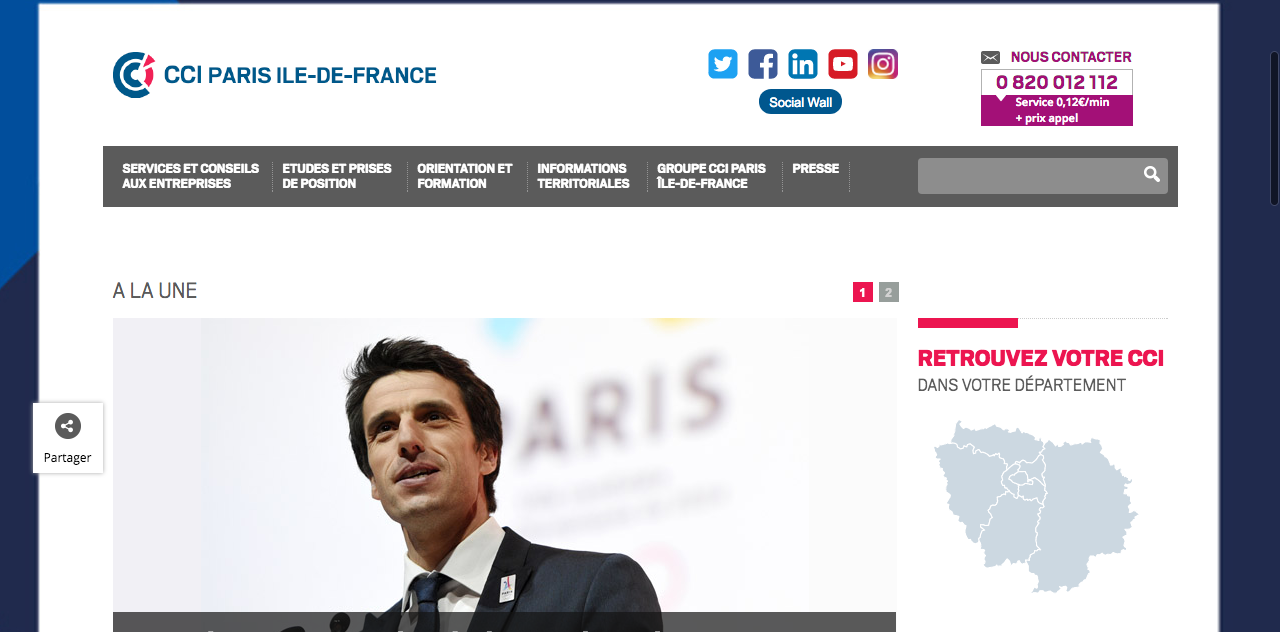 CCI PARIS ILE-DE-FRANCE
Social Wall
NOUS CONTACTER
0 820 012 112
Service 0,12€/min
+ prix appel
SERVICES ET CONSEILS
AUX ENTREPRISES
ETUDES ET PRISES
DE POSITION
ORIENTATION ET
FORMATION
INFORMATIONS
TERRITORIALES
GROUPE CCI PARIS
ÎLE-DE-FRANCE
PRESSE
A LA UNE
1 2
PARIS
RETROUVEZ VOTRE CCI
DANS VOTRE DÉPARTEMENT
Partager